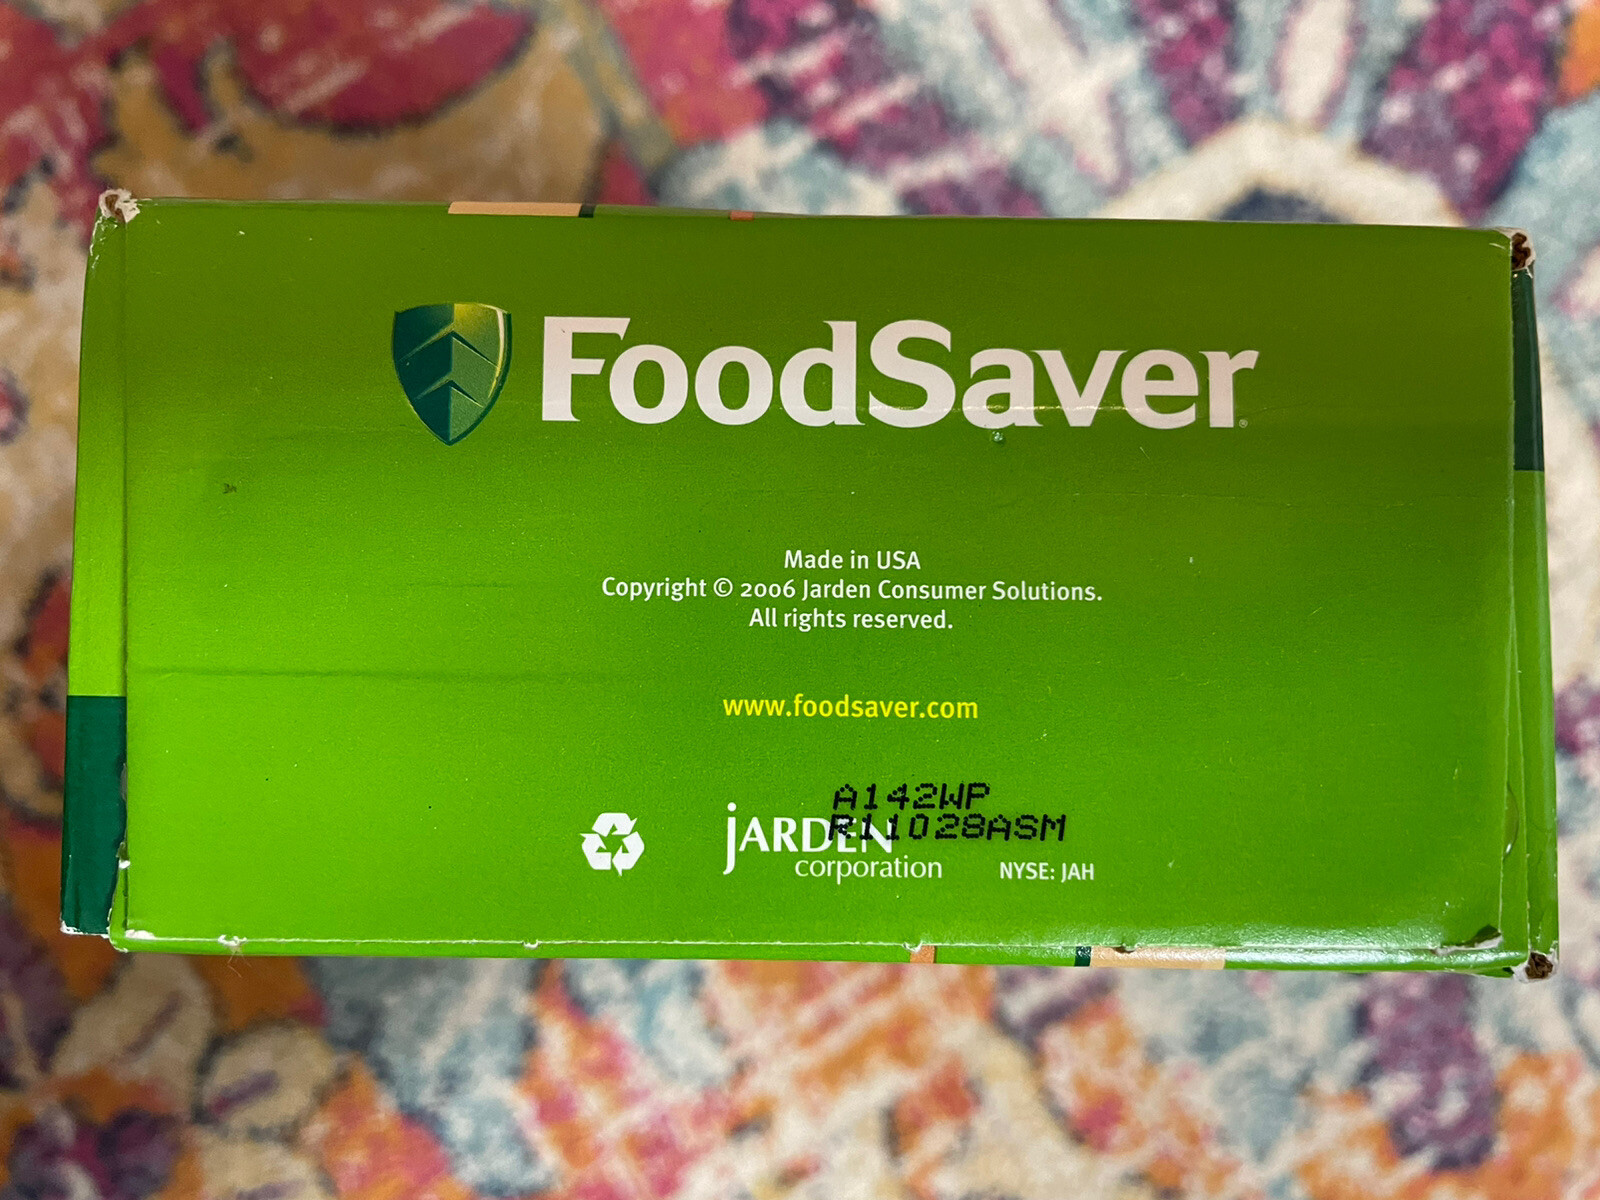 FoodSaver®
Made in USA
Copyright © 2006 Jarden Consumer Solutions.
All rights reserved.
www.foodsaver.com
A142WP
R11028ASM
JARDEN
corporation
NYSE: JAH